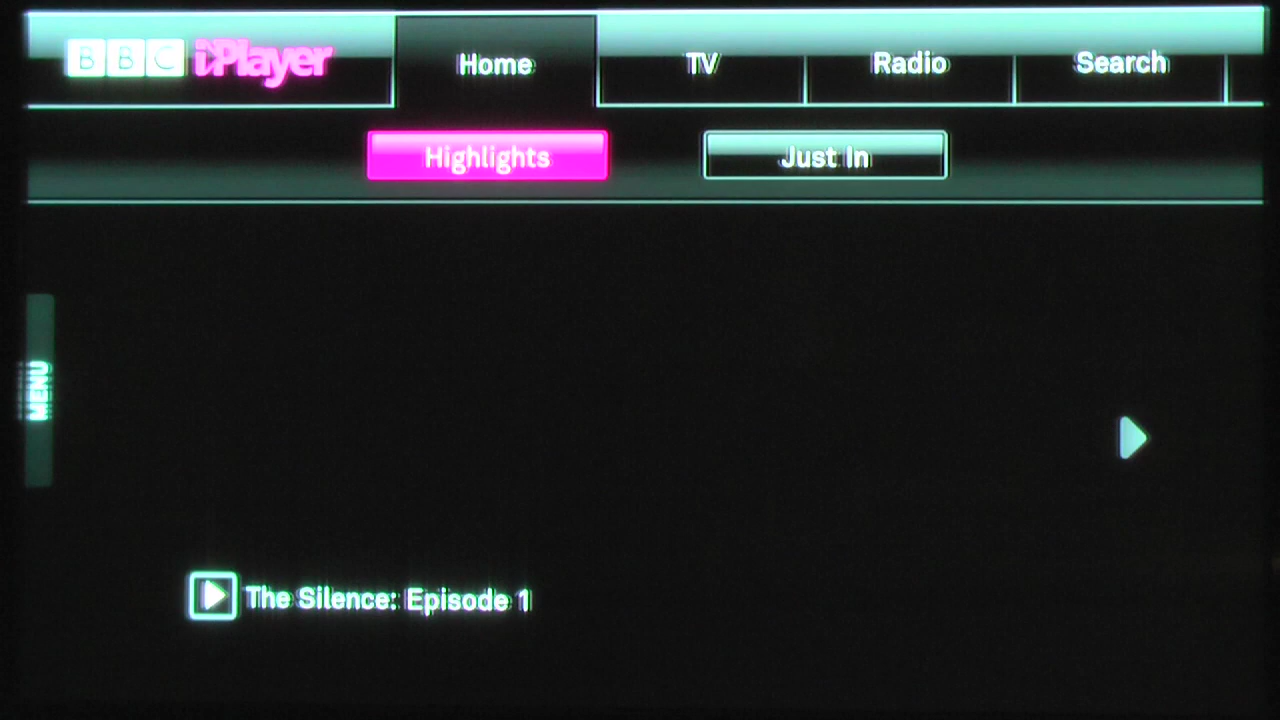 BBC iPlayer
Home
TV
Radio
Search
Highlights
Just In
MENU
The Silence: Episode 1